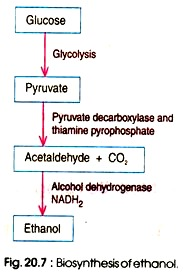 Glucose
Glycolysis
Pyruvate
Pyruvate decarboxylase and
thiamine pyrophosphate
Acetaldehyde + CO₂
Alcohol dehydrogenase
NADH₂
Ethanol
Fig. 20.7 : Biosynthesis of ethanol.